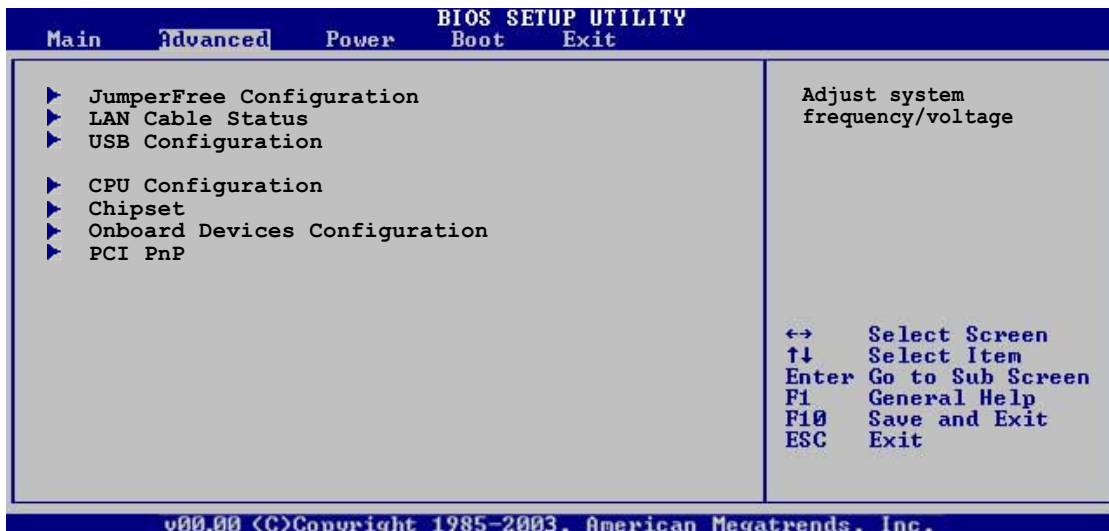 BIOS SETUP UTILITY
Main Advanced Power Boot Exit
JumperFree Configuration
LAN Cable Status
USB Configuration
CPU Configuration
Chipset
Onboard Devices Configuration
PCI PnP
Adjust system
frequency/voltage
←→ Select Screen
↑↓ Select Item
Enter Go to Sub Screen
F1 General Help
F10 Save and Exit
ESC Exit
v00.00 (C)Copyright 1985-2003, American Megatrends, Inc.